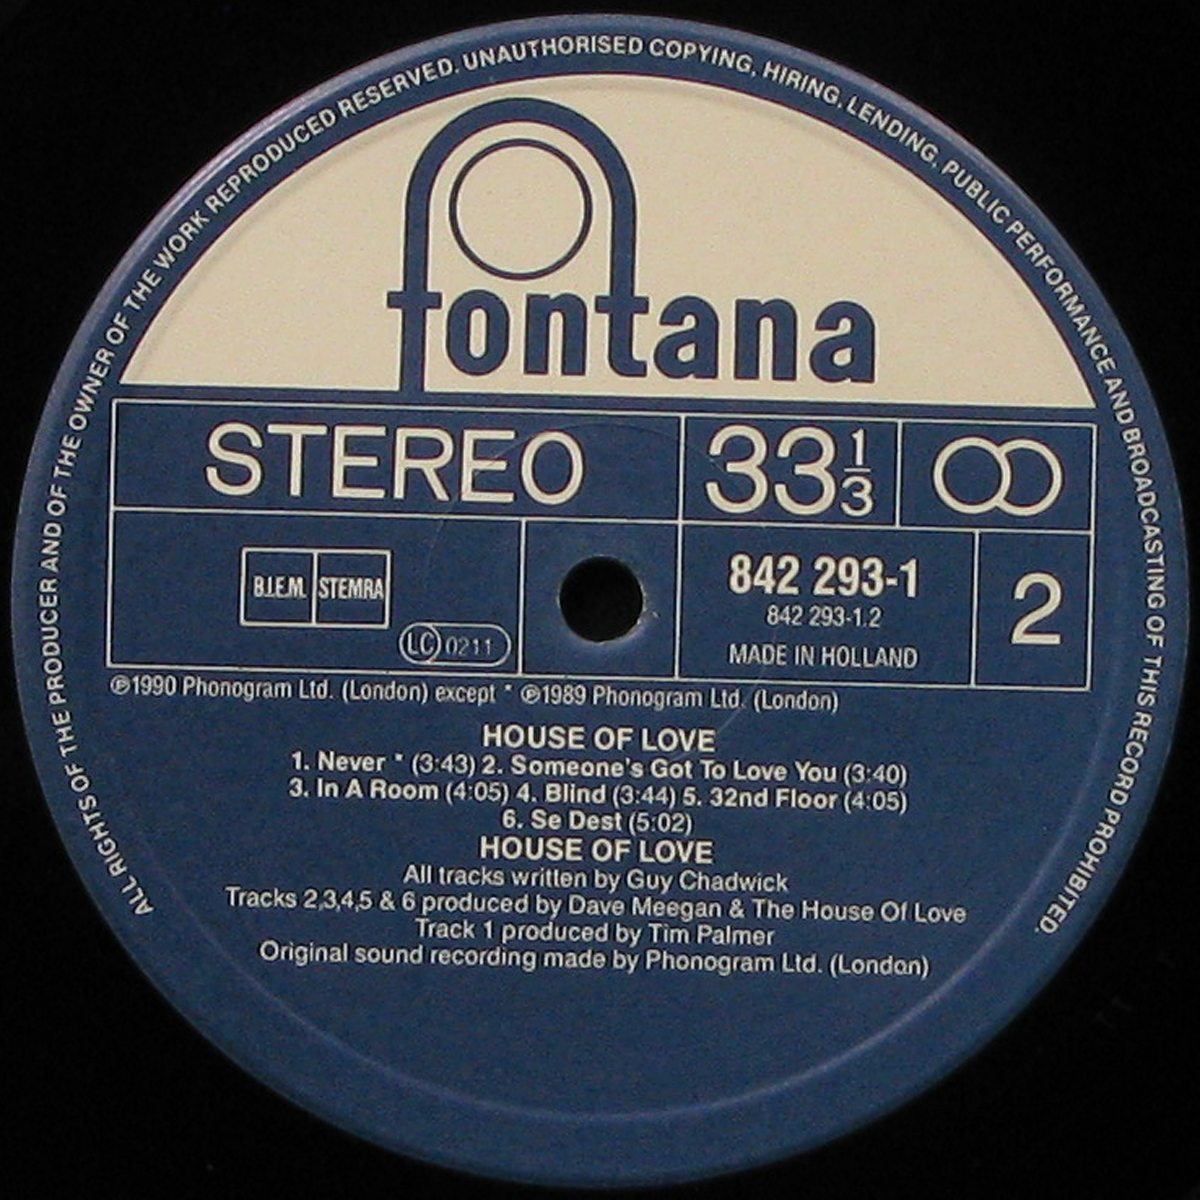 ALL RIGHTS OF THE PRODUCER AND OF THE OWNER OF THE WORK REPRODUCED RESERVED. UNAUTHORISED COPYING, HIRING, LENDING, PUBLIC PERFORMANCE AND BROADCASTING OF THIS RECORD PROHIBITED.
fontana
STEREO 33 1/3
B.I.E.M. STEMRA
LC 0211
842 293-1
842 293-1.2
MADE IN HOLLAND
2
℗1990 Phonogram Ltd. (London) except * ℗1989 Phonogram Ltd. (London)
HOUSE OF LOVE
1. Never * (3:43) 2. Someone's Got To Love You (3:40)
3. In A Room (4:05) 4. Blind (3:44) 5. 32nd Floor (4:05)
6. Se Dest (5:02)
HOUSE OF LOVE
All tracks written by Guy Chadwick
Tracks 2,3,4,5 & 6 produced by Dave Meegan & The House Of Love
Track 1 produced by Tim Palmer
Original sound recording made by Phonogram Ltd. (London)